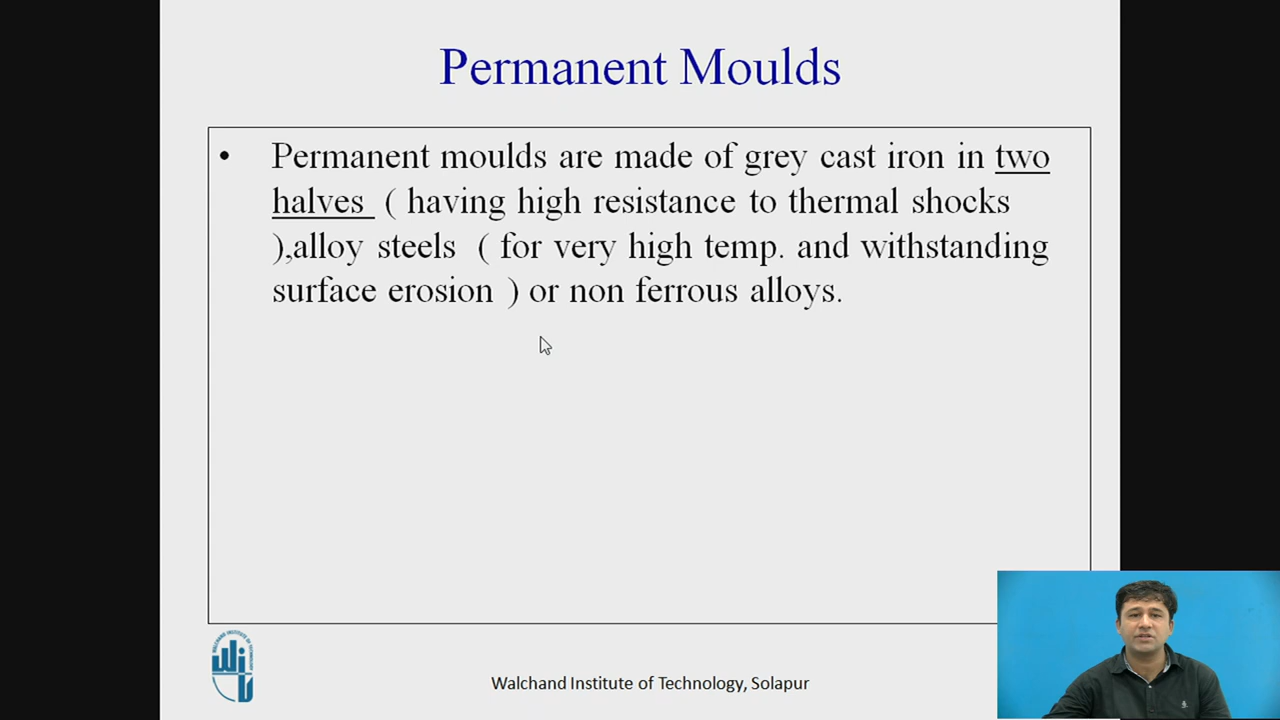 Permanent Moulds
• Permanent moulds are made of grey cast iron in two
halves ( having high resistance to thermal shocks
),alloy steels ( for very high temp. and withstanding
surface erosion ) or non ferrous alloys.
Walchand Institute of Technology, Solapur